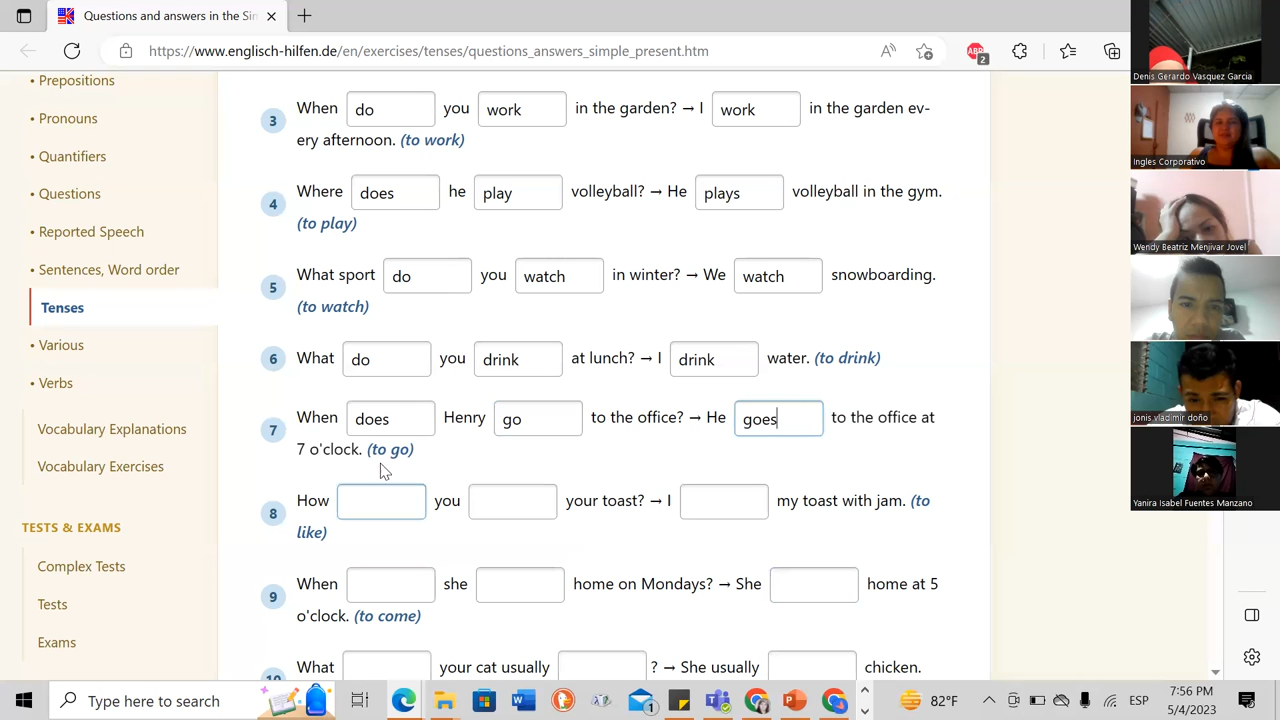 Questions and answers in the Sim
https://www.englisch-hilfen.de/en/exercises/tenses/questions_answers_simple_present.htm
2
• Prepositions
• Pronouns
• Quantifiers
• Questions
• Reported Speech
• Sentences, Word order
Tenses
• Various
• Verbs
Vocabulary Explanations
Vocabulary Exercises
TESTS & EXAMS
Complex Tests
Tests
Exams
3 When do you work in the garden? → I work in the garden ev-
ery afternoon. (to work)
4 Where does he play volleyball? → He plays volleyball in the gym.
(to play)
5 What sport do you watch in winter? → We watch snowboarding.
(to watch)
6 What do you drink at lunch? → I drink water. (to drink)
7 When does Henry go to the office? → He goes to the office at
7 o'clock. (to go)
8 How you your toast? → I my toast with jam. (to
like)
9 When she home on Mondays? → She home at 5
o'clock. (to come)
10 What your cat usually ? → She usually chicken.
Denis Gerardo Vasquez Garcia
Ingles Corporativo
Wendy Beatriz Menjivar Jovel
jonis vladimir doño
Yanira Isabel Fuentes Manzano
Type here to search
1
82°F
ESP
7:56 PM
5/4/2023